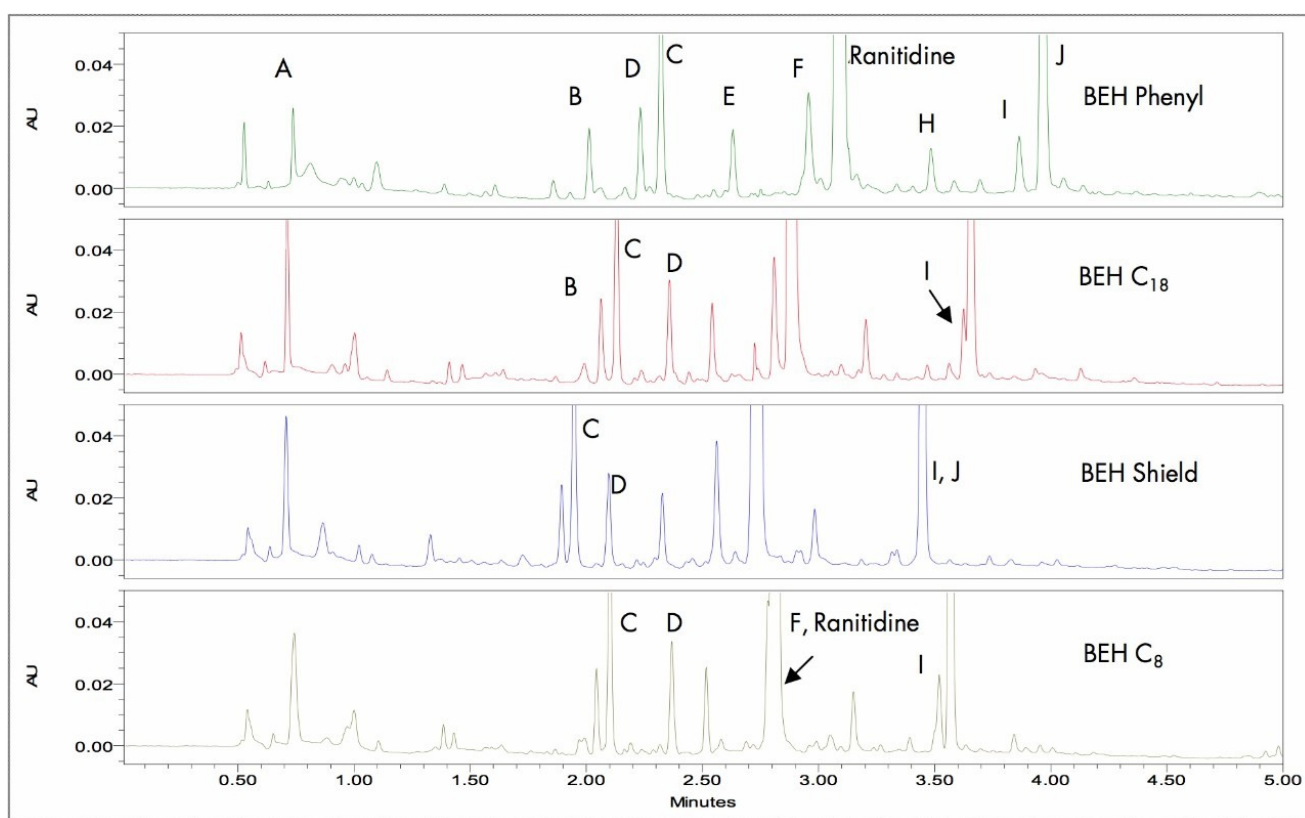 0.04
0.02
0.00
AU
A
B
D
C
E
F
Ranitidine
H
I
J
BEH Phenyl
0.04
0.02
0.00
AU
B
C
D
I
BEH C₁₈
0.04
0.02
0.00
AU
C
D
I, J
BEH Shield
0.04
0.02
0.00
AU
C
D
F, Ranitidine
I
BEH C₈
0.50 1.00 1.50 2.00 2.50 3.00 3.50 4.00 4.50 5.00
Minutes